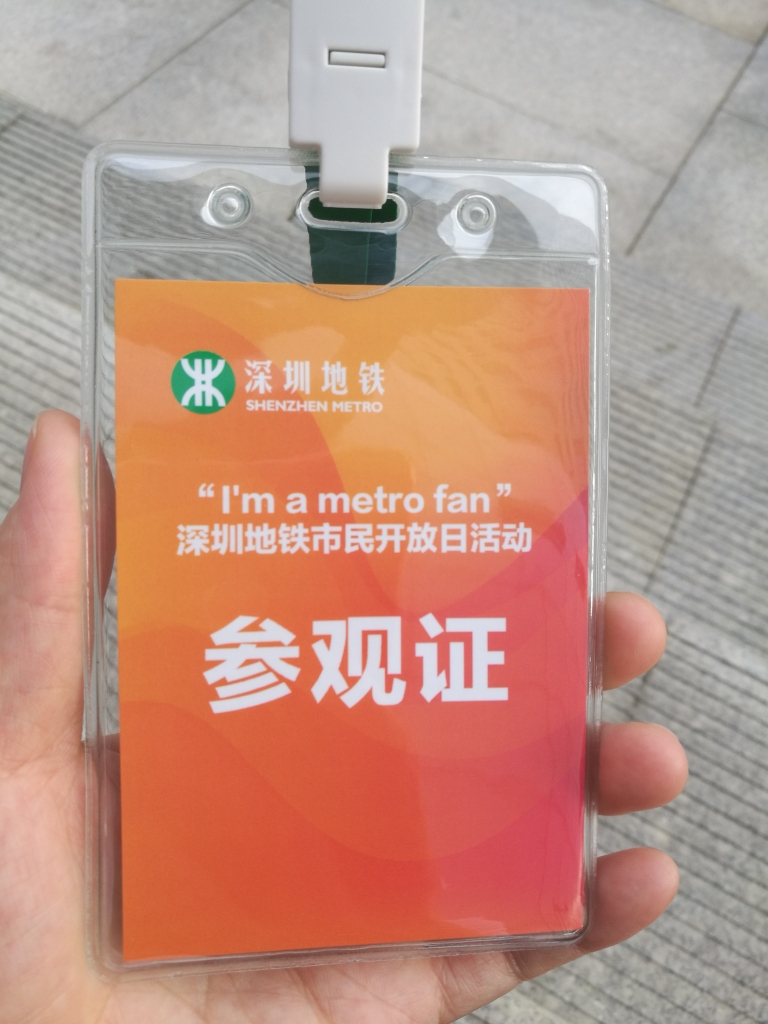 深圳地铁
SHENZHEN METRO
“I'm a metro fan”
深圳地铁市民开放日活动
参观证